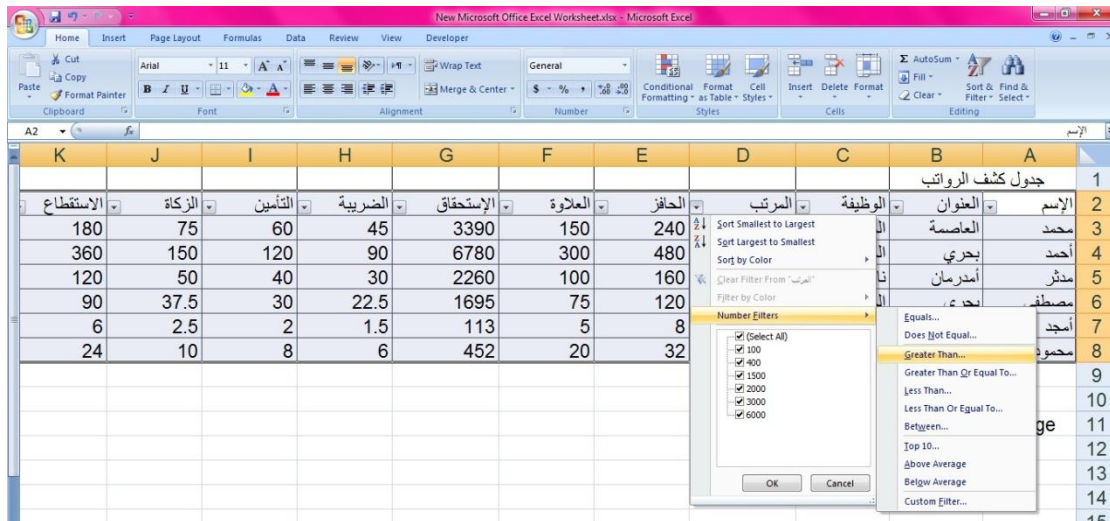 New Microsoft Office Excel Worksheet.xlsx - Microsoft Excel
Home Insert Page Layout Formulas Data Review View Developer
Paste Cut Copy Format Painter Clipboard
Arial 11 B I U Font
Wrap Text Merge & Center Alignment
General $ % , Number
Conditional Formatting Format as Table Cell Styles Styles
Insert Delete Format Cells
Σ AutoSum Fill Clear Sort & Filter Find & Select Editing
A2 fx الإسم
K J I H G F E D C B A
جدول كشف الرواتب 1
الإسم العنوان الوظيفة المرتب الحافز العلاوة الإستحقاق الضريبة التأمين الزكاة الاستقطاع 2
180 75 60 45 3390 150 240 العاصمة محمد 3
360 150 120 90 6780 300 480 بحري أحمد 4
120 50 40 30 2260 100 160 أمدرمان مدثر 5
90 37.5 30 22.5 1695 75 120 بحري مصطفى 6
6 2.5 2 1.5 113 5 8 أمجد 7
24 10 8 6 452 20 32 محمود 8
9
10
11
12
13
14
15
Sort Smallest to Largest
Sort Largest to Smallest
Sort by Color
Clear Filter From "المرتب"
Filter by Color
Number Filters
(Select All)
100
400
1500
2000
3000
6000
OK Cancel
Equals...
Does Not Equal...
Greater Than...
Greater Than Or Equal To...
Less Than...
Less Than Or Equal To...
Between...
Top 10...
Above Average
Below Average
Custom Filter...